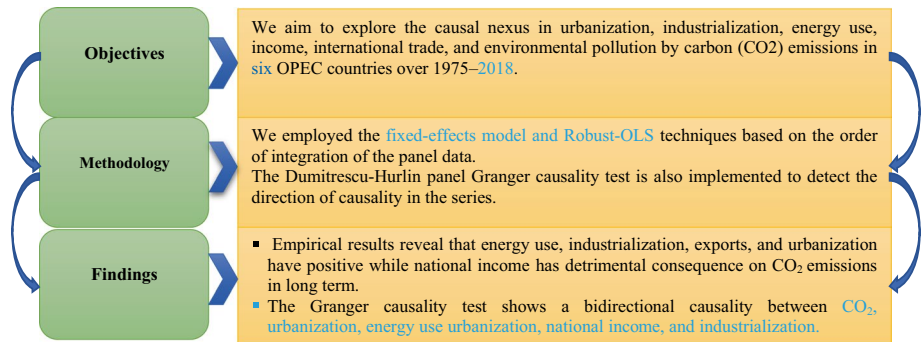 Objectives
We aim to explore the causal nexus in urbanization, industrialization, energy use,
income, international trade, and environmental pollution by carbon (CO2) emissions in
six OPEC countries over 1975–2018.
Methodology
We employed the fixed-effects model and Robust-OLS techniques based on the order
of integration of the panel data.
The Dumitrescu-Hurlin panel Granger causality test is also implemented to detect the
direction of causality in the series.
Findings
▪ Empirical results reveal that energy use, industrialization, exports, and urbanization
have positive while national income has detrimental consequence on CO₂ emissions
in long term.
▪ The Granger causality test shows a bidirectional causality between CO₂,
urbanization, energy use urbanization, national income, and industrialization.